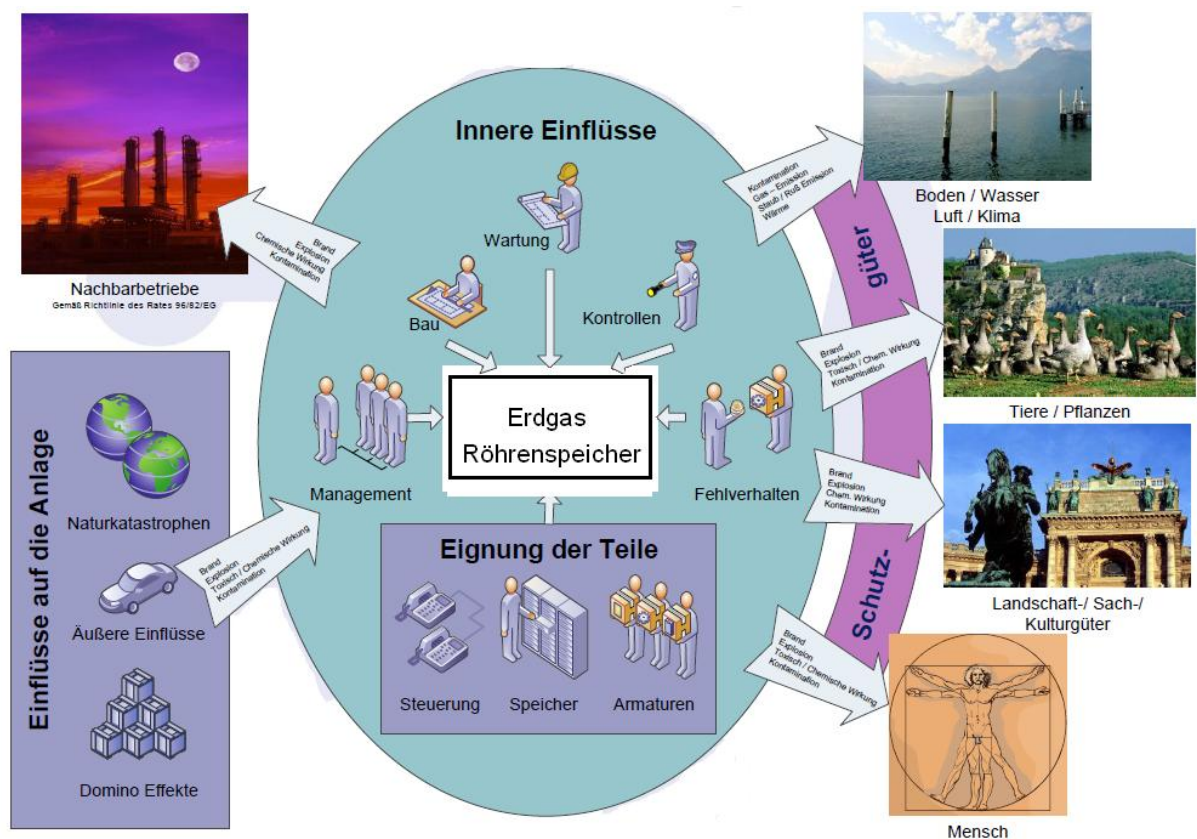 Innere Einflüsse
Wartung
Bau
Kontrollen
Management
Fehlverhalten
Erdgas
Röhrenspeicher
Eignung der Teile
Steuerung
Speicher
Armaturen
Nachbarbetriebe
Gemäß Richtlinie des Rates 96/82/EG
Brand
Explosion
Chemische Wirkung
Kontamination
Einflüsse auf die Anlage
Naturkatastrophen
Äußere Einflüsse
Domino Effekte
Brand
Explosion
Toxisch / Chemische Wirkung
Kontamination
Schutz-
güter
Kontamination
Gas – Emission
Staub / Ruß Emission
Wärme
Boden / Wasser
Luft / Klima
Brand
Explosion
Toxisch / Chem. Wirkung
Kontamination
Tiere / Pflanzen
Brand
Explosion
Chem. Wirkung
Kontamination
Landschaft-/ Sach-/
Kulturgüter
Brand
Explosion
Toxisch / Chemische Wirkung
Kontamination
Mensch